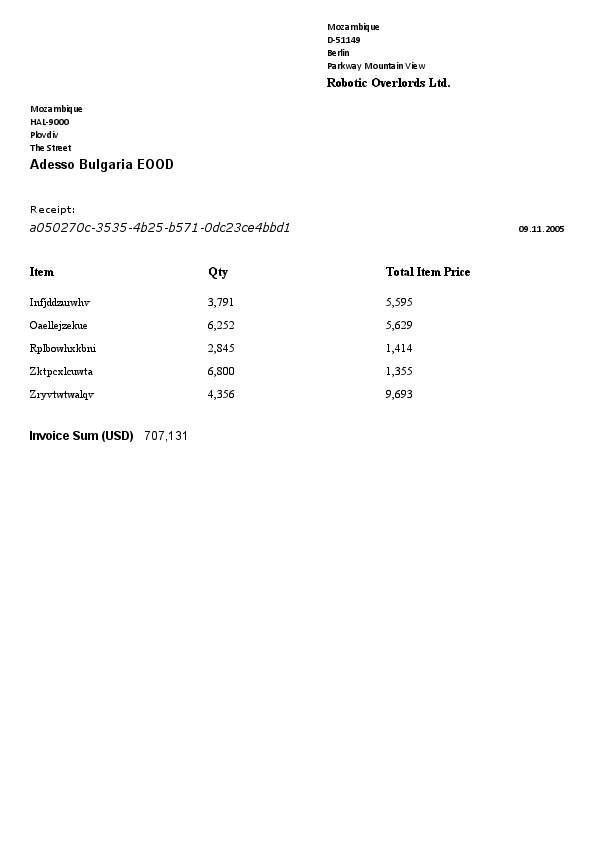 Mozambique
D-51149
Berlin
Parkway Mountain View
Robotic Overlords Ltd.
Mozambique
HAL-9000
Plovdiv
The Street
Adesso Bulgaria EOOD
Receipt:
a050270c-3535-4b25-b571-0dc23ce4bbd1 09.11.2005
Item Qty Total Item Price
Infjddzurwhv 3,791 5,595
Oaellejzekue 6,252 5,629
Rplbowhxkbni 2,845 1,414
Zktpcxlcuwta 6,800 1,355
Zryvtwtwalqv 4,356 9,693
Invoice Sum (USD) 707,131